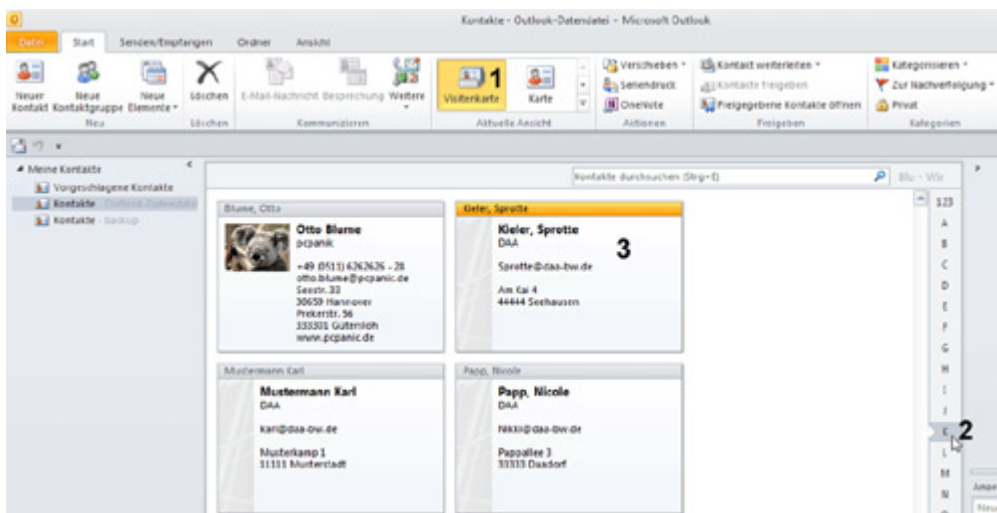 Kontakte - Outlook-Datendatei - Microsoft Outlook
Datei Start Senden/Empfangen Ordner Ansicht
Neuer Kontakt
Neue Kontaktgruppe
Neue Elemente
Löschen
E-Mail-Nachricht
Besprechung
Weitere
Visitenkarte
1
Karte
Verschieben
Seriendruck
OneNote
Kontakt weiterleiten
Kontakte freigeben
Freigegebene Kontakte öffnen
Kategorisieren
Zur Nachverfolgung
Privat
Neu Löschen Kommunizieren Aktuelle Ansicht Aktionen Freigeben Kategorien
Meine Kontakte
Vorgeschlagene Kontakte
Kontakte - Outlook-Datendatei
Kontakte - backup
Kontakte durchsuchen (Strg+E)
Blu - Wir
Blume, Otto
Otto Blume
pcpanik
+49 (0511) 6262626 - 28
otto.blume@pcpanic.de
Seestr. 33
30659 Hannover
Prekerstr. 56
333301 Gütersloh
www.pcpanic.de
Kieler, Sprotte
Kieler, Sprotte
DAA
3
Sprotte@daa-bw.de
Am Kai 4
44444 Seehausen
Mustermann Karl
Mustermann Karl
DAA
karl@daa-bw.de
Musterkamp 1
11111 Musterstadt
Papp, Nicole
Papp, Nicole
DAA
Nikki@daa-bw.de
Pappallee 3
33333 Daadorf
123
A
B
C
D
E
F
G
H
I
J
K
2
L
M
N